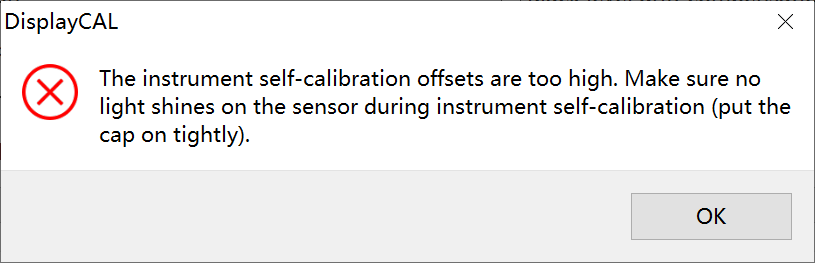 DisplayCAL
The instrument self-calibration offsets are too high. Make sure no
light shines on the sensor during instrument self-calibration (put the
cap on tightly).
OK